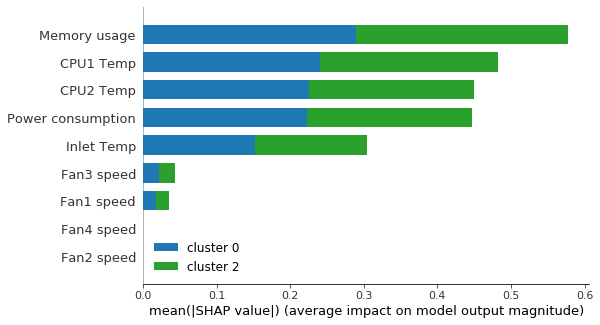 Memory usage
CPU1 Temp
CPU2 Temp
Power consumption
Inlet Temp
Fan3 speed
Fan1 speed
Fan4 speed
Fan2 speed
cluster 0
cluster 2
0.0 0.1 0.2 0.3 0.4 0.5 0.6
mean(|SHAP value|) (average impact on model output magnitude)